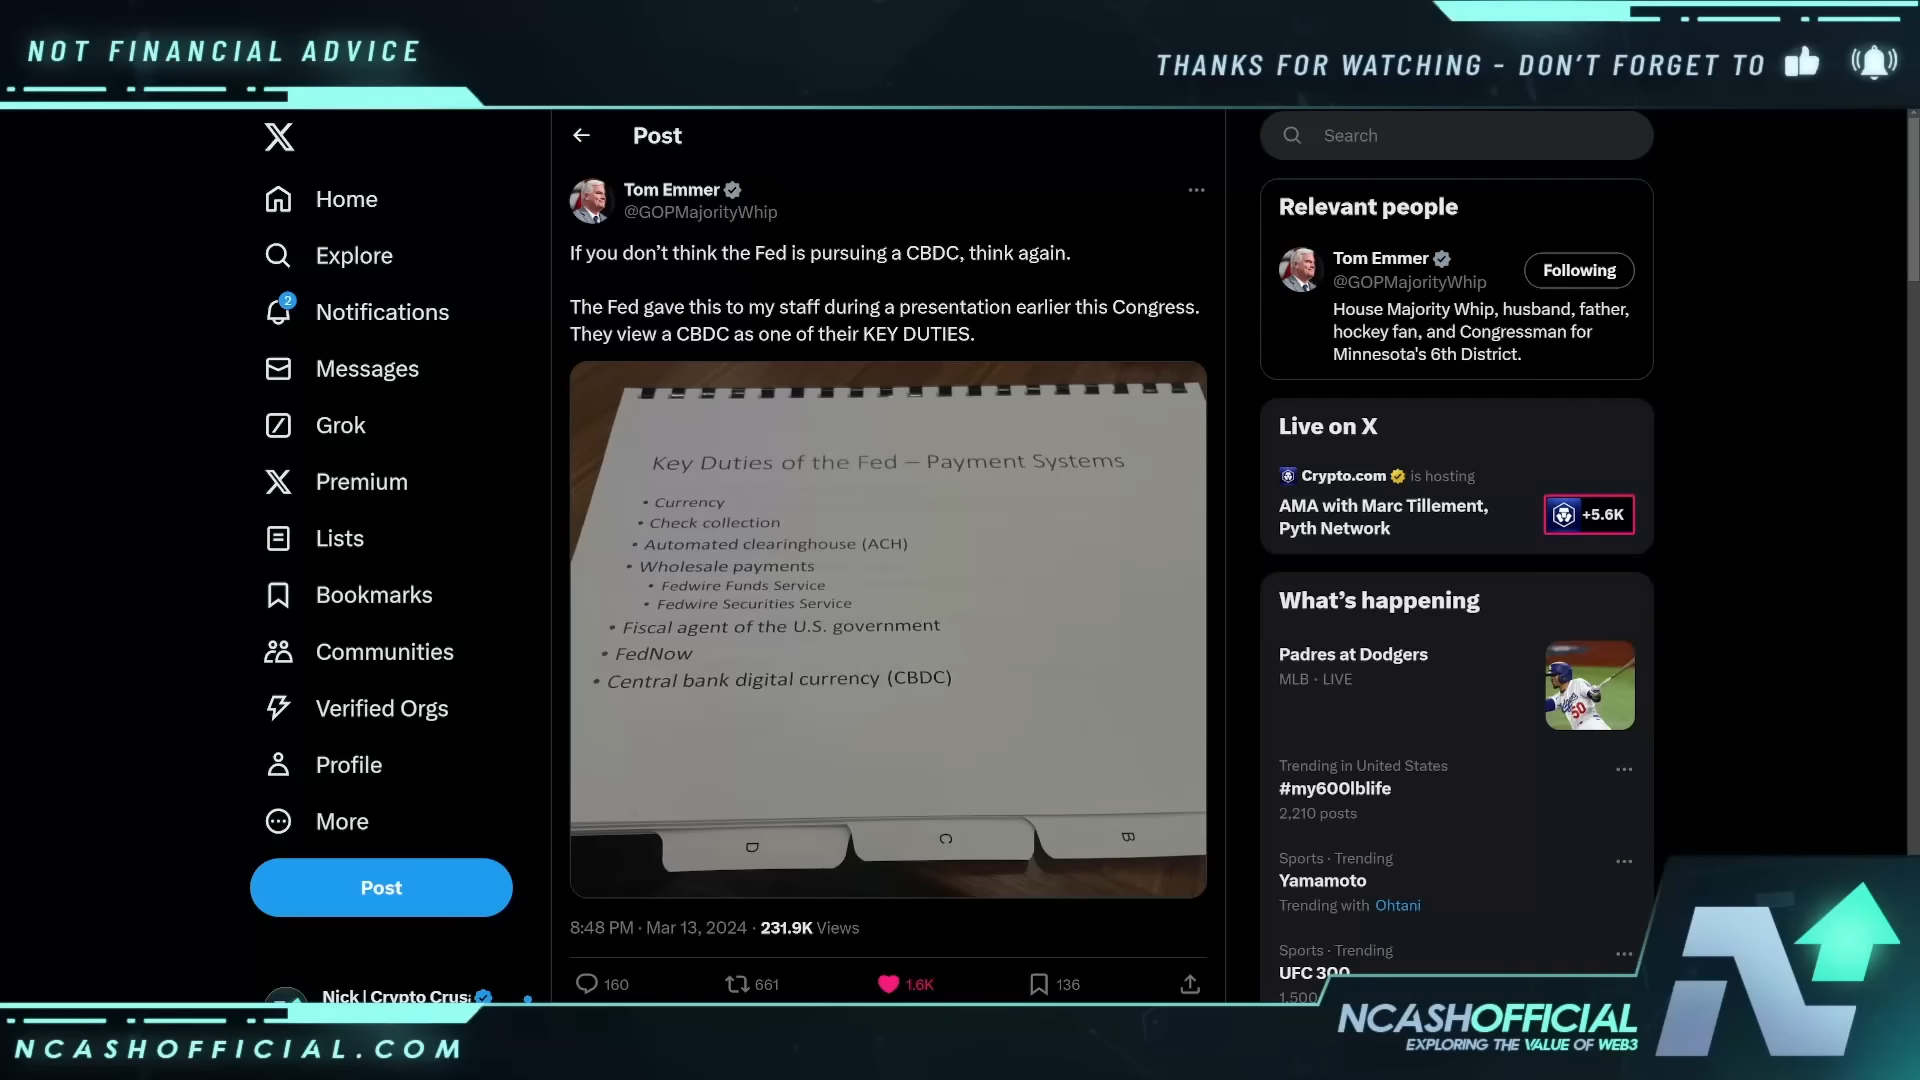 NOT FINANCIAL ADVICE
THANKS FOR WATCHING - DON'T FORGET TO
Home
Explore
2
Notifications
Messages
Grok
Premium
Lists
Bookmarks
Communities
Verified Orgs
Profile
More
Post
Nick | Crypto Crus
Post
Tom Emmer
@GOPMajorityWhip
If you don't think the Fed is pursuing a CBDC, think again.
The Fed gave this to my staff during a presentation earlier this Congress.
They view a CBDC as one of their KEY DUTIES.
Key Duties of the Fed – Payment Systems
• Currency
• Check collection
• Automated clearinghouse (ACH)
• Wholesale payments
• Fedwire Funds Service
• Fedwire Securities Service
• Fiscal agent of the U.S. government
• FedNow
• Central bank digital currency (CBDC)
D
C
B
8:48 PM · Mar 13, 2024 · 231.9K Views
160
661
1.6K
136
Search
Relevant people
Tom Emmer
@GOPMajorityWhip
Following
House Majority Whip, husband, father,
hockey fan, and Congressman for
Minnesota's 6th District.
Live on X
Crypto.com is hosting
AMA with Marc Tillement,
Pyth Network
+5.6K
What's happening
Padres at Dodgers
MLB · LIVE
50
Trending in United States
#my600lblife
2,210 posts
Sports · Trending
Yamamoto
Trending with Ohtani
Sports · Trending
UFC 300
1,500
NCASHOFFICIAL
EXPLORING THE VALUE OF WEB3
NCASHOFFICIAL.COM